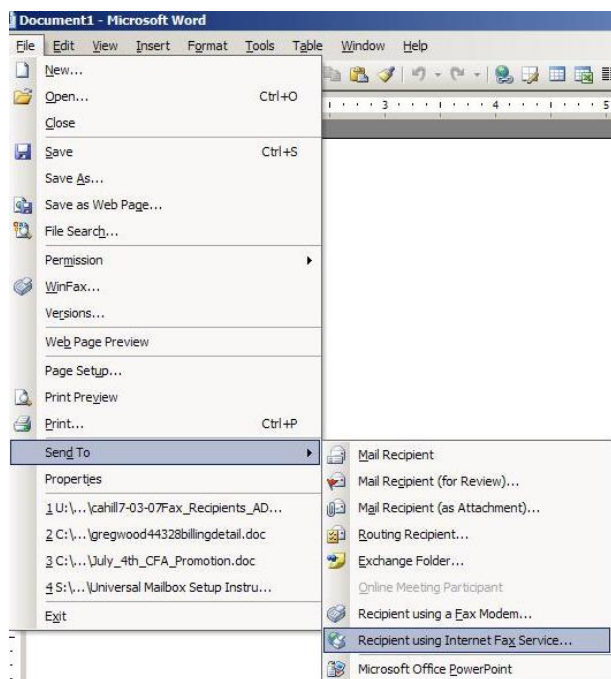 Document1 - Microsoft Word
File Edit View Insert Format Tools Table Window Help
New...
Open... Ctrl+O
3 4 5
Close
Save Ctrl+S
Save As...
Save as Web Page...
File Search...
Permission
WinFax...
Versions...
Web Page Preview
Page Setup...
Print Preview
Print... Ctrl+P
Send To
Properties
1 U:\...\cahill7-03-07Fax_Recipients_AD...
2 C:\...\gregwood44328billingdetail.doc
3 C:\...\July_4th_CFA_Promotion.doc
4 S:\...\Universal Mailbox Setup Instru...
Exit
Mail Recipient
Mail Recipient (for Review)...
Mail Recipient (as Attachment)...
Routing Recipient...
Exchange Folder...
Online Meeting Participant
Recipient using a Fax Modem...
Recipient using Internet Fax Service...
Microsoft Office PowerPoint